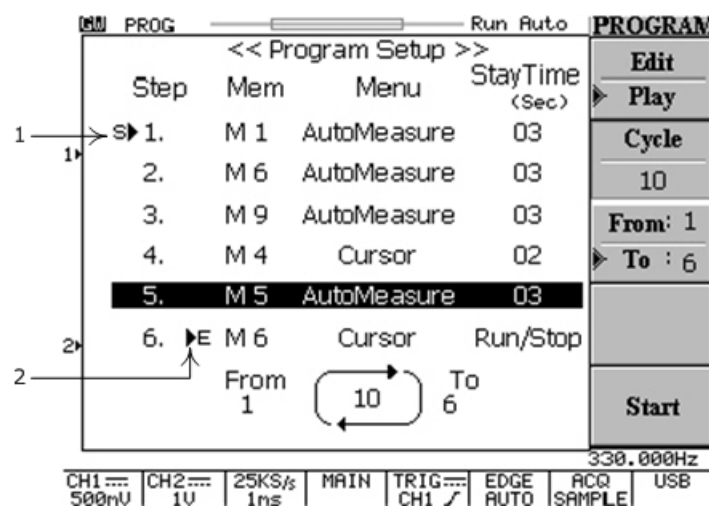 GW PROG Run Auto PROGRAM
<< Program Setup >>
Step Mem Menu StayTime (Sec)
1 S 1. M 1 AutoMeasure 03
1
2. M 6 AutoMeasure 03
3. M 9 AutoMeasure 03
4. M 4 Cursor 02
5. M 5 AutoMeasure 03
2 6. E M 6 Cursor Run/Stop
2
From 1 10 To 6
Edit
Play
Cycle
10
From: 1
To : 6
Start
330.000Hz
CH1 CH2 25KS/s MAIN TRIG EDGE ACQ USB
500mV 1V 1ms CH1 AUTO SAMPLE